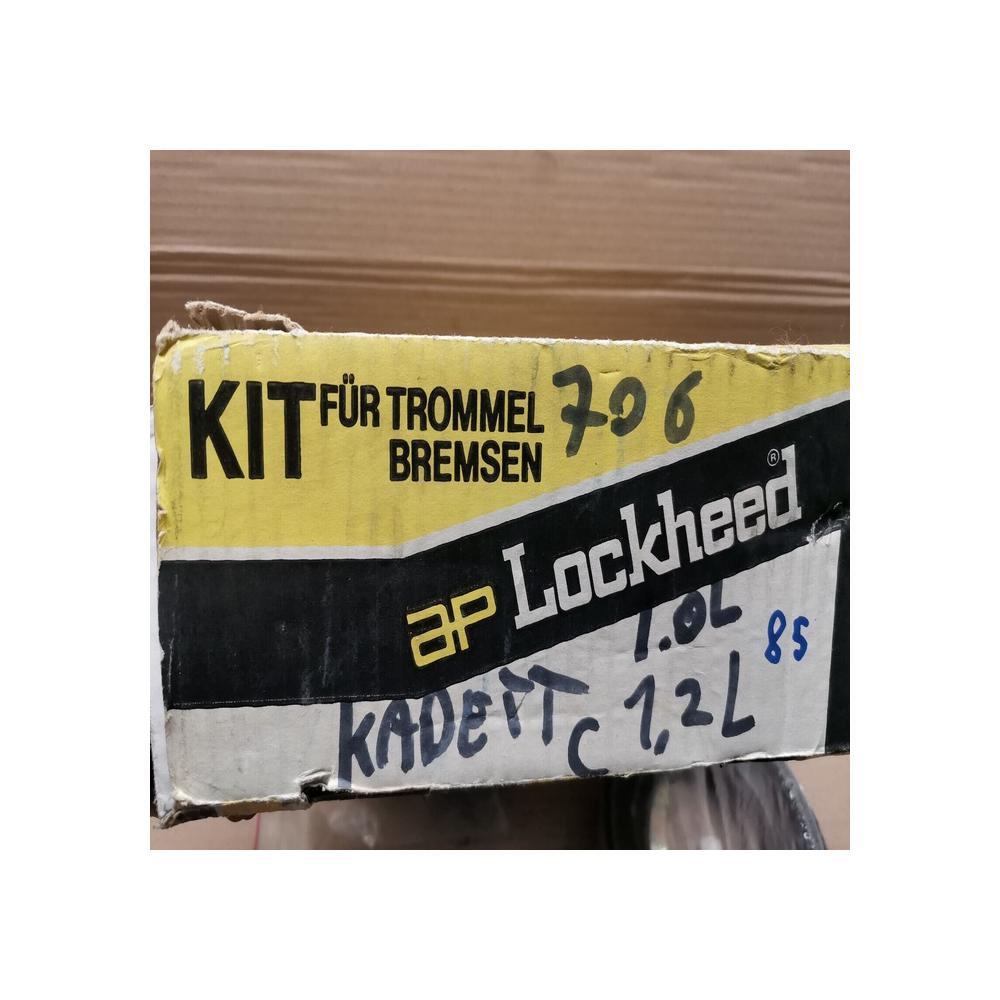 KIT FÜR TROMMEL 706
BREMSEN
ap Lockheed ®
1.0L
85
KADETT C 1,2L